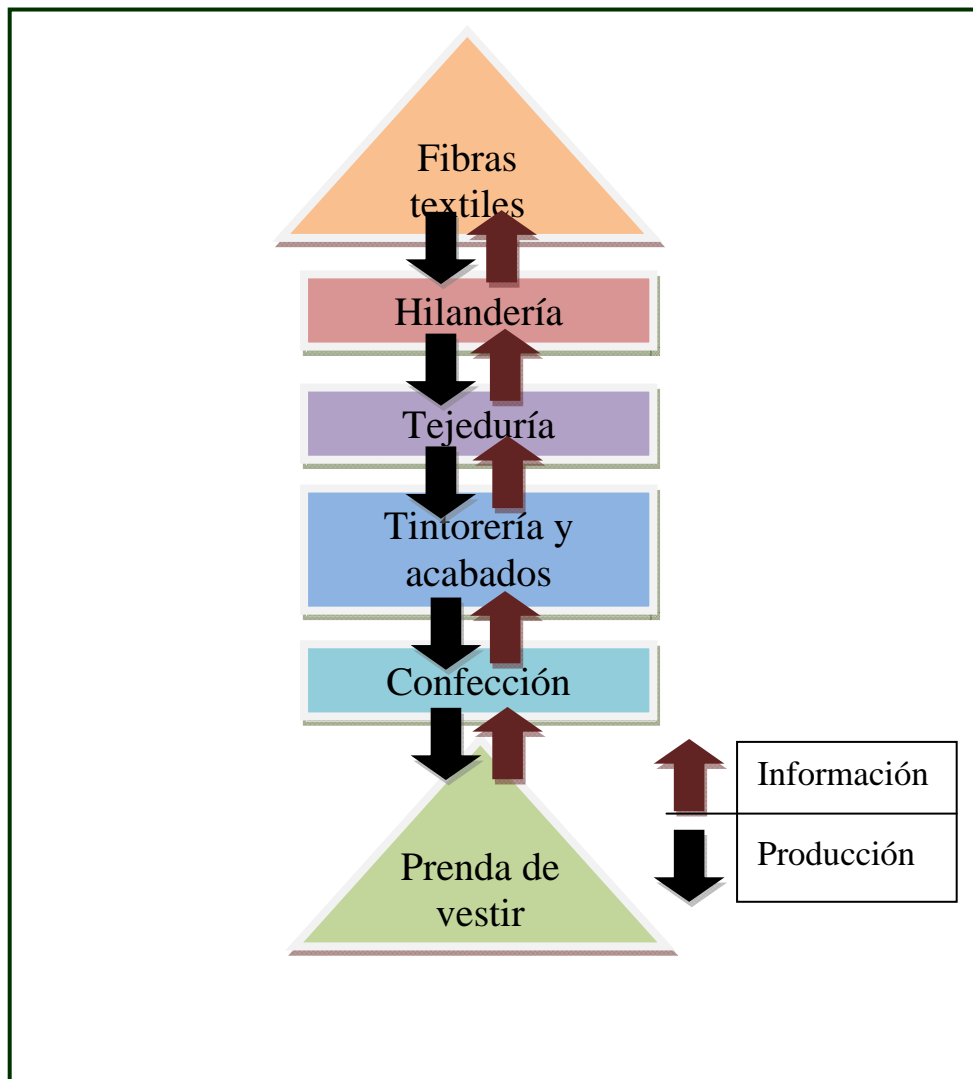 Fibras
textiles
Hilandería
Tejeduría
Tintorería y
acabados
Confección
Prenda de
vestir
Información
Producción